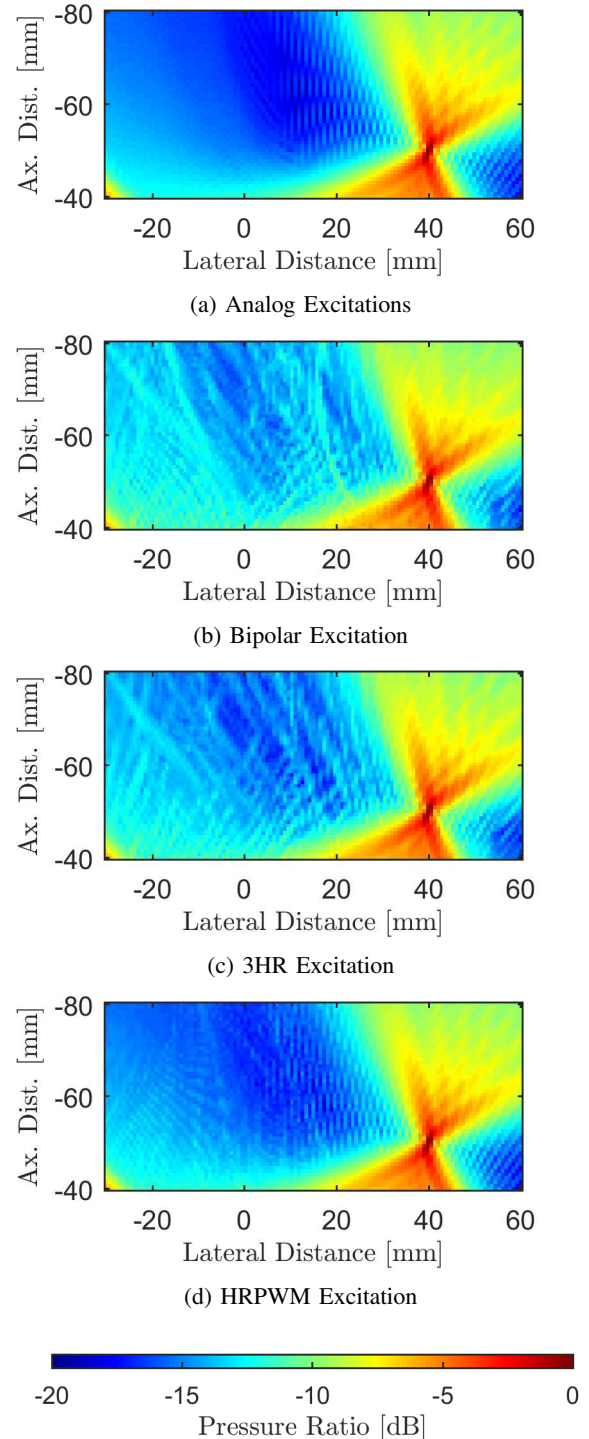 -80
-60
-40
Ax. Dist. [mm]
-20 0 20 40 60
Lateral Distance [mm]
(a) Analog Excitations
-80
-60
-40
Ax. Dist. [mm]
-20 0 20 40 60
Lateral Distance [mm]
(b) Bipolar Excitation
-80
-60
-40
Ax. Dist. [mm]
-20 0 20 40 60
Lateral Distance [mm]
(c) 3HR Excitation
-80
-60
-40
Ax. Dist. [mm]
-20 0 20 40 60
Lateral Distance [mm]
(d) HRPWM Excitation
-20 -15 -10 -5 0
Pressure Ratio [dB]